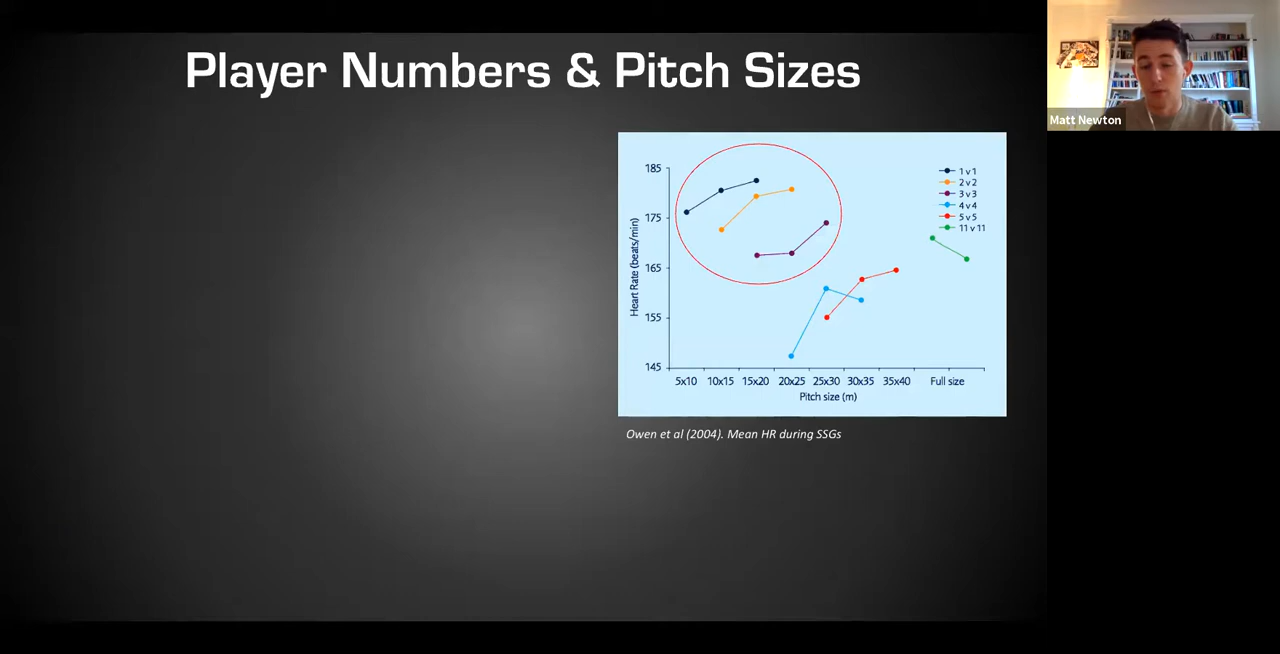 Player Numbers & Pitch Sizes
Matt Newton
185
175
165
155
145
Heart Rate (beats/min)
1 v 1
2 v 2
3 v 3
4 v 4
5 v 5
11 v 11
5x10 10x15 15x20 20x25 25x30 30x35 35x40 Full size
Pitch size (m)
Owen et al (2004). Mean HR during SSGs